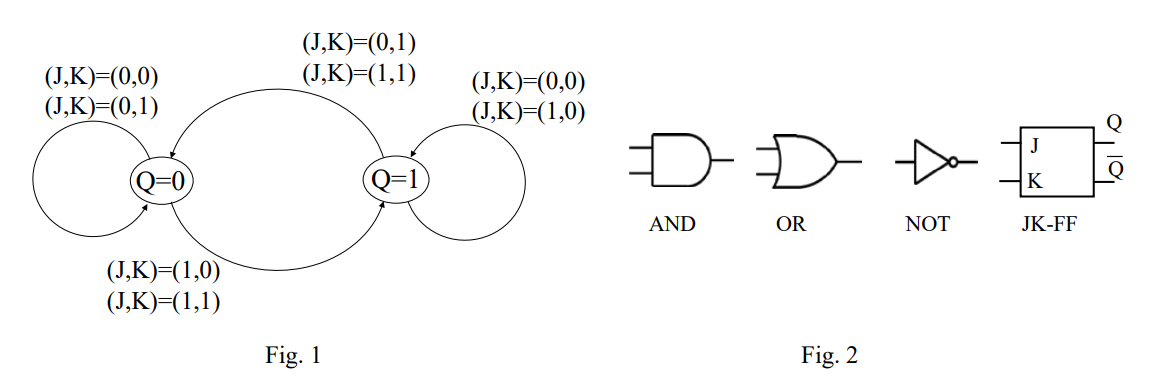 (J,K)=(0,0)
(J,K)=(0,1)
(J,K)=(0,1)
(J,K)=(1,1)
(J,K)=(0,0)
(J,K)=(1,0)
Q=0
Q=1
(J,K)=(1,0)
(J,K)=(1,1)
Fig. 1
AND
OR
NOT
J
K
Q
Q̅
JK-FF
Fig. 2